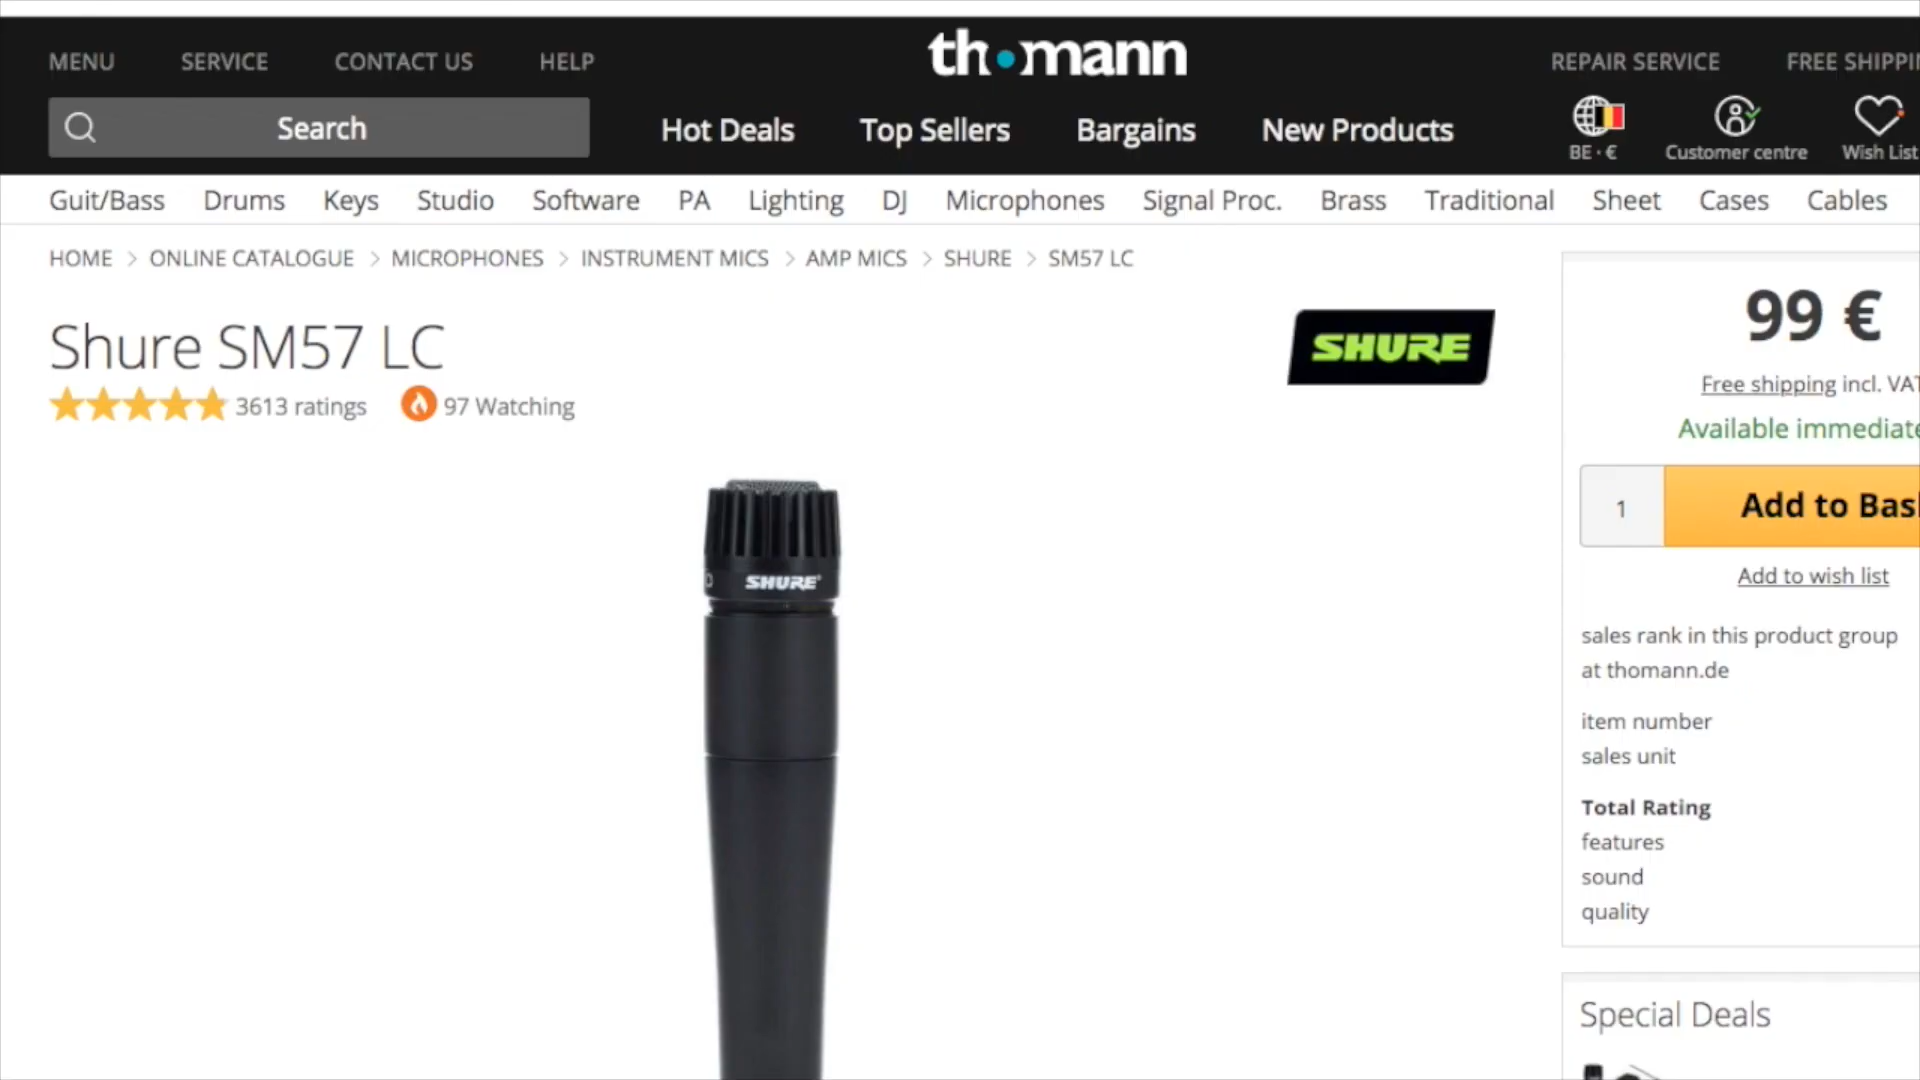 MENU SERVICE CONTACT US HELP
thomann
REPAIR SERVICE FREE
Search
Hot Deals Top Sellers Bargains New Products
BE · € Customer centre Wish List
Guit/Bass Drums Keys Studio Software PA Lighting DJ Microphones Signal Proc. Brass Traditional Sheet Cases Cables
HOME > ONLINE CATALOGUE > MICROPHONES > INSTRUMENT MICS > AMP MICS > SHURE > SM57 LC
Shure SM57 LC
3613 ratings 97 Watching
SHURE
SHURE
99 €
Free shipping incl. VAT
Available
1 Add to
Add to wish list
sales rank in this product group
at thomann.de
item number
sales unit
Total Rating
features
sound
quality
Special Deals